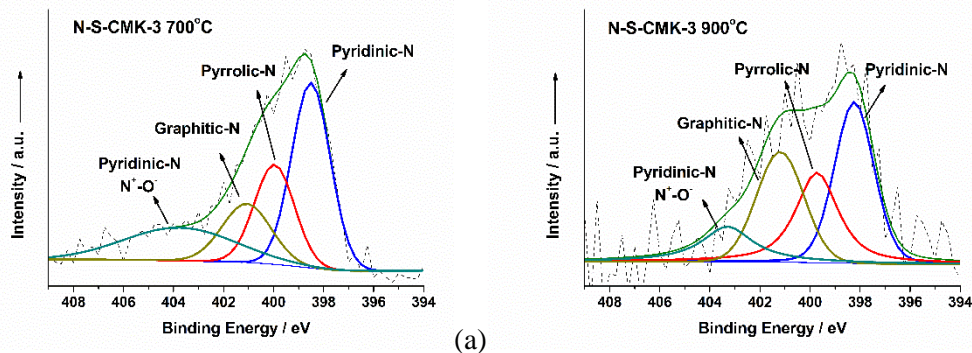 N-S-CMK-3 700°C
Pyrrolic-N
Pyridinic-N
Graphitic-N
Pyridinic-N
N⁺-O⁻
Intensity / a.u.
408 406 404 402 400 398 396 394
Binding Energy / eV
(a)
N-S-CMK-3 900°C
Pyrrolic-N
Pyridinic-N
Graphitic-N
Pyridinic-N
N⁺-O⁻
Intensity / a.u.
408 406 404 402 400 398 396 394
Binding Energy / eV